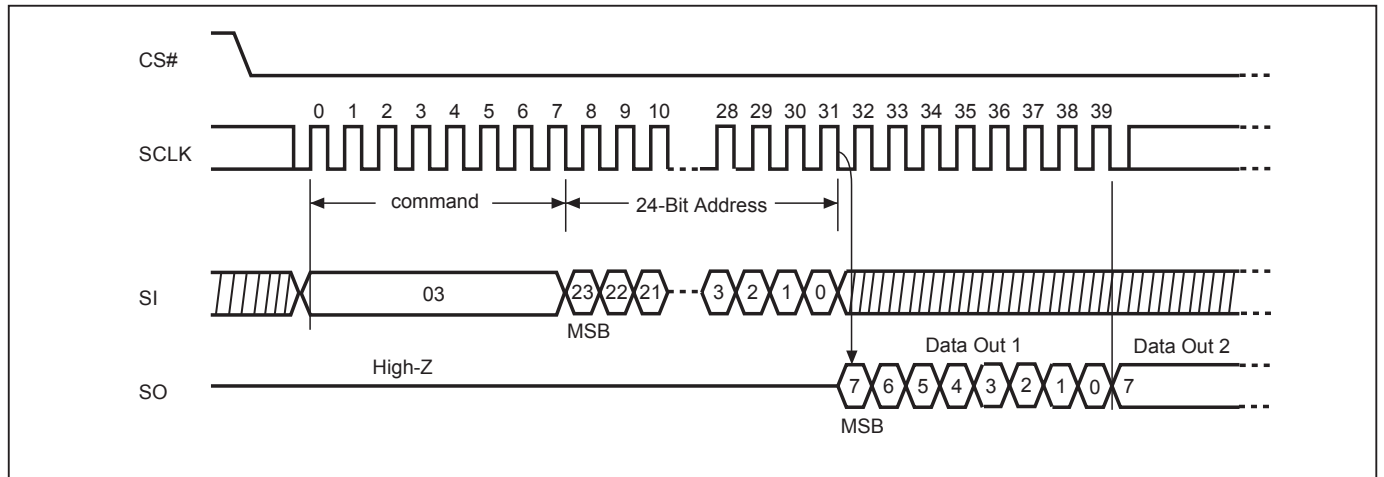 CS#
0 1 2 3 4 5 6 7 8 9 10 28 29 30 31 32 33 34 35 36 37 38 39
SCLK
command 24-Bit Address
SI 03 23 22 21 3 2 1 0
MSB
Data Out 1 Data Out 2
High-Z
SO 7 6 5 4 3 2 1 0 7
MSB